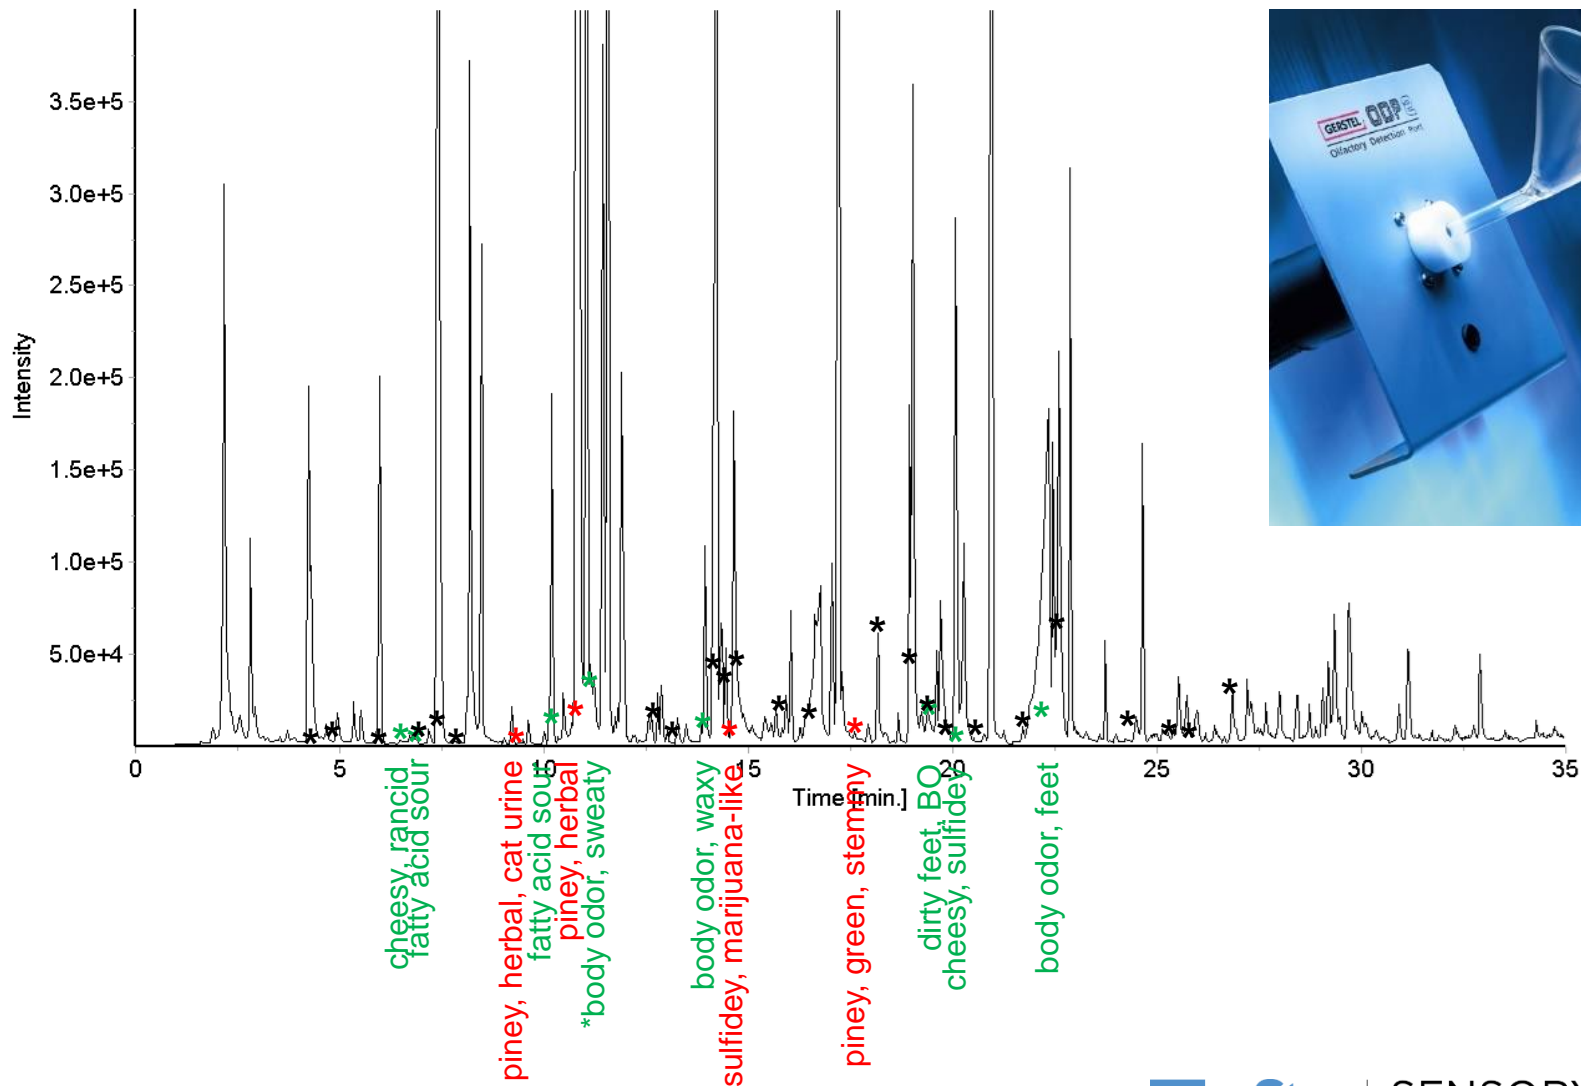 3.5e+5
3.0e+5
2.5e+5
2.0e+5
1.5e+5
1.0e+5
5.0e+4
Intensity
0
5
10
15
20
25
30
35
Time [min.]
cheesy, rancid
fatty acid sour
piney, herbal, cat urine
fatty acid sour
piney, herbal
*body odor, sweaty
body odor, waxy
sulfidey, marijuana-like
piney, green, stemmy
dirty feet, BO
cheesy, sulfidey
body odor, feet
GERSTEL
ODP
Olfactory Detection Port
SENSORY